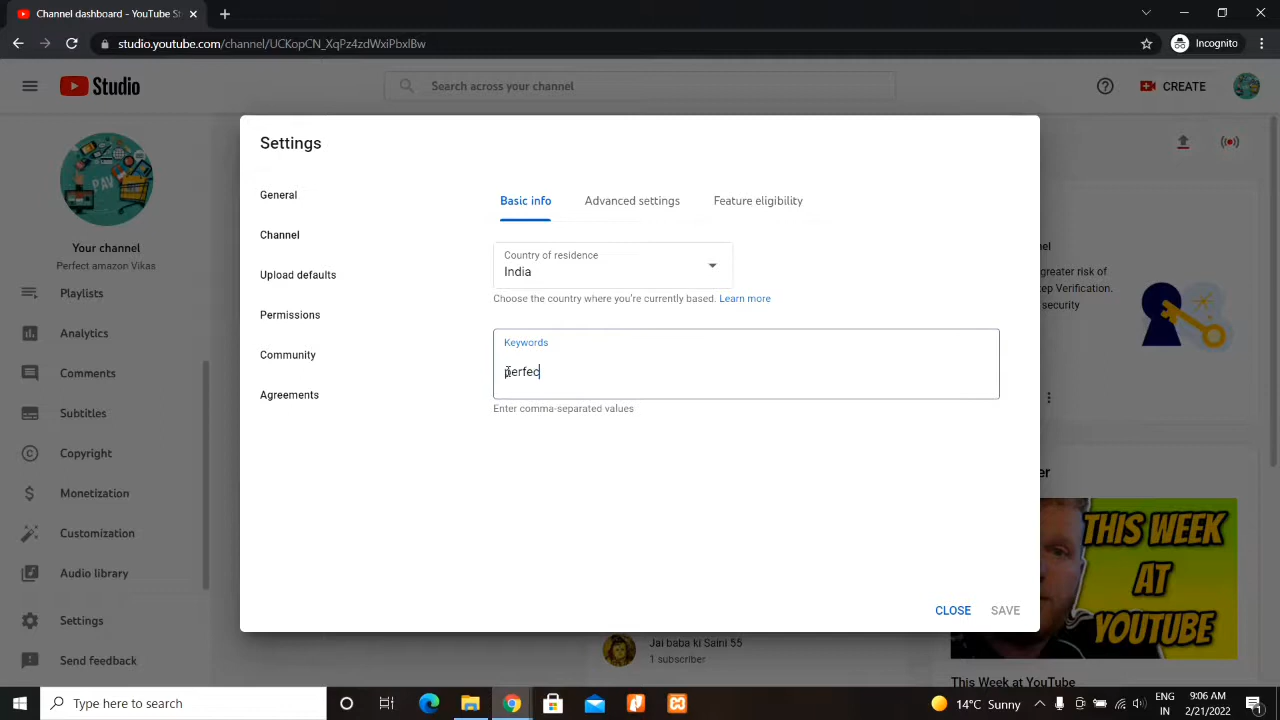 Channel dashboard - YouTube St
studio.youtube.com/channel/UCKopCN_XqPz4zdWxiPbxlBw
Incognito
Studio
Search across your channel
CREATE
PAV
Your channel
Perfect amazon Vikas
Playlists
Analytics
Comments
Subtitles
Copyright
Monetization
Customization
Audio library
Settings
Send feedback
Settings
General
Channel
Upload defaults
Permissions
Community
Agreements
Basic info
Advanced settings
Feature eligibility
Country of residence
India
Choose the country where you're currently based. Learn more
Keywords
perfec
Enter comma-separated values
CLOSE
SAVE
nel
greater risk of
tep Verification.
security
er
THIS WEEK
AT
YOUTUBE
This Week at YouTube
Jai baba ki Saini 55
1 subscriber
Type here to search
14°C Sunny
ENG
IN
9:06 AM
2/21/2022
1